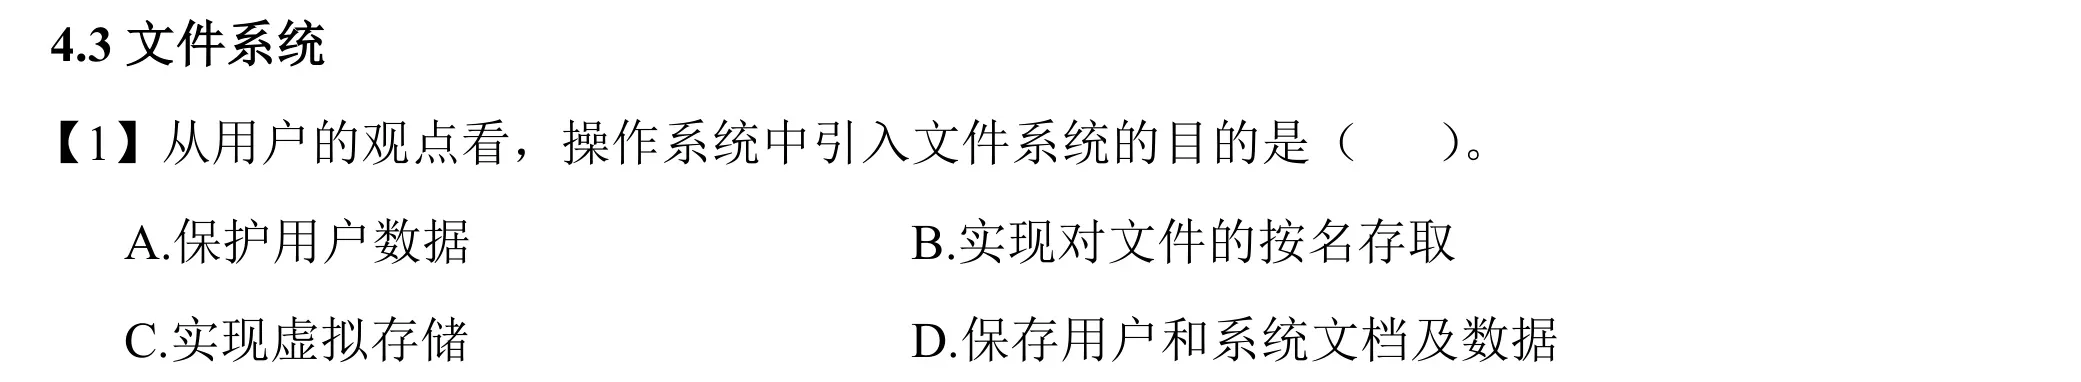 4.3 文件系统
【1】从用户的观点看，操作系统中引入文件系统的目的是（    ）。
A.保护用户数据 B.实现对文件的按名存取
C.实现虚拟存储 D.保存用户和系统文档及数据